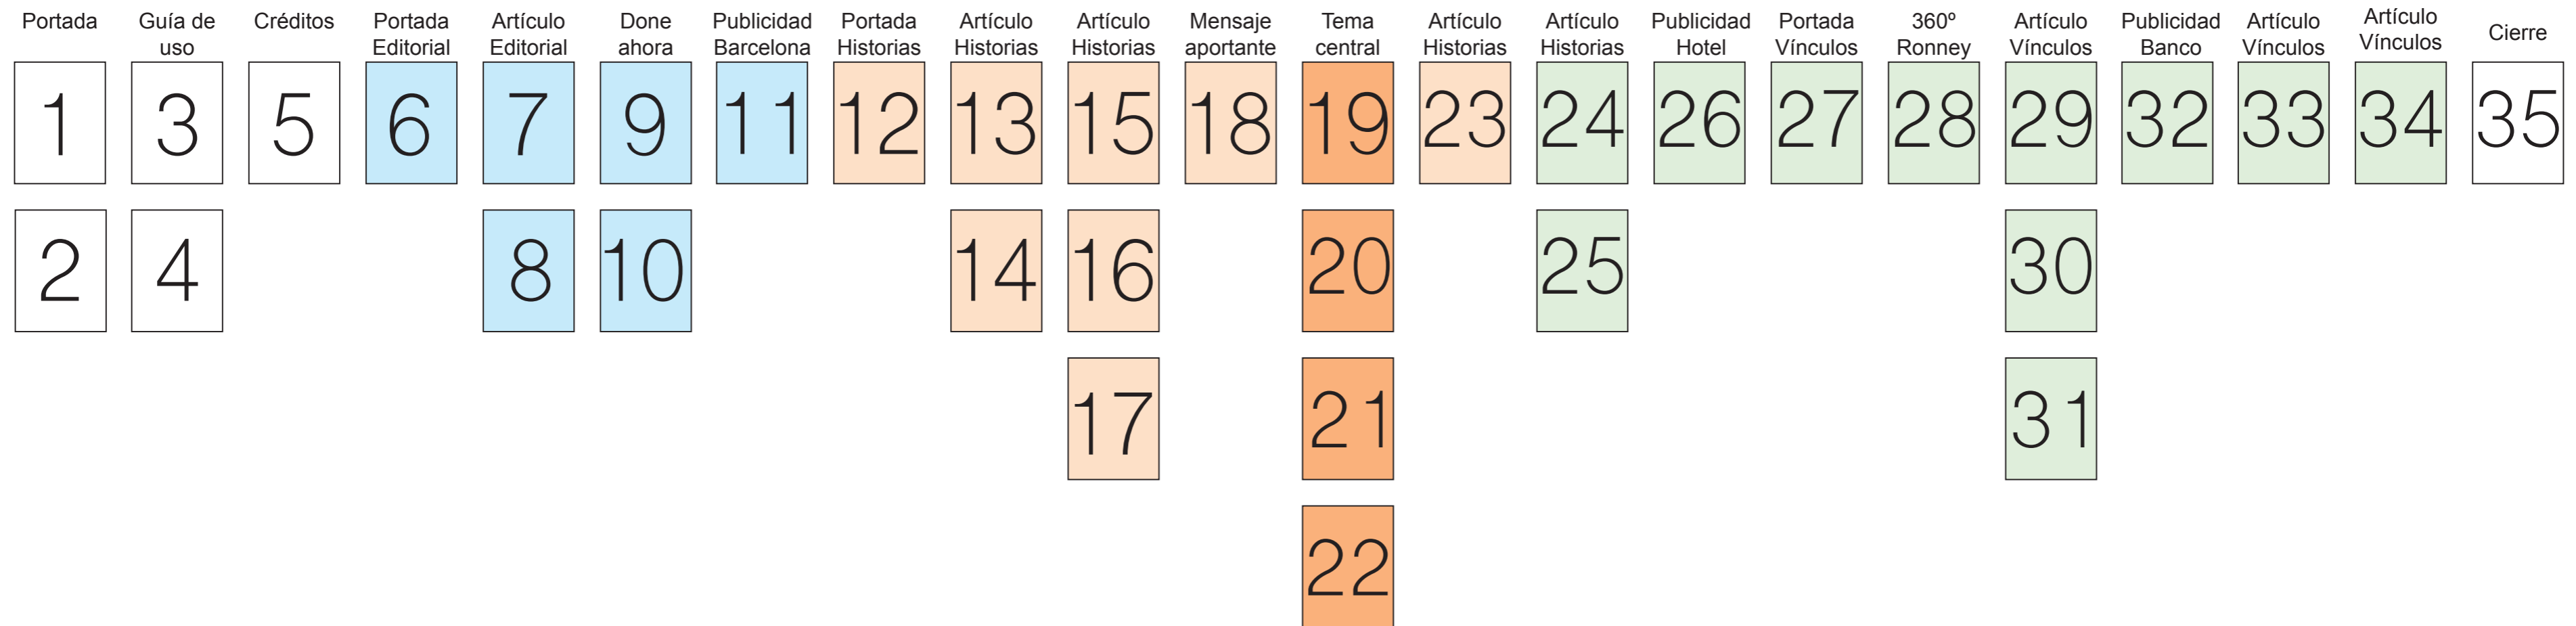 Portada
Guía de
uso
Créditos
Portada
Editorial
Artículo
Editorial
Done
ahora
Publicidad
Barcelona
Portada
Historias
Artículo
Historias
Artículo
Historias
Mensaje
aportante
Tema
central
Artículo
Historias
Artículo
Historias
Publicidad
Hotel
Portada
Vínculos
360º
Ronney
Artículo
Vínculos
Publicidad
Banco
Artículo
Vínculos
Artículo
Vínculos
Cierre
1 3 5 6 7 9 11 12 13 15 18 19 23 24 26 27 28 29 32 33 34 35
2 4 8 10 14 16 20 25 30
17 21 31
22